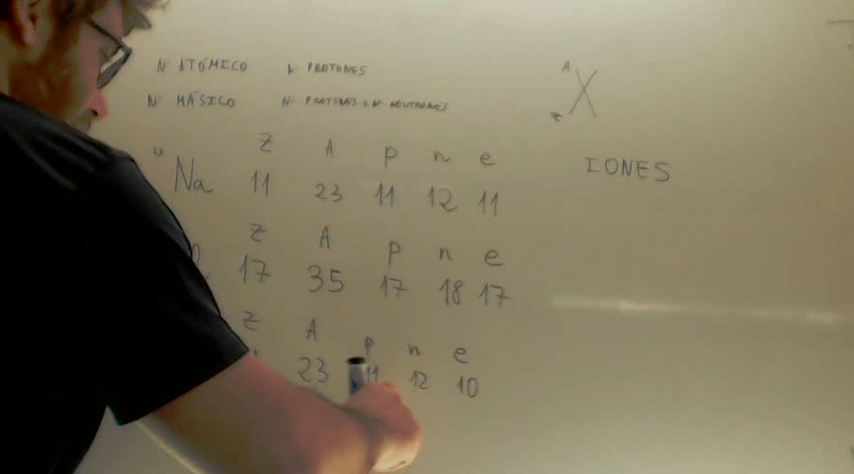 Nº ATÓMICO PROTONES
Nº MÁSICO Nº PROTONES + Nº NEUTRONES
A
X
Z
IONES
Z A p n e
Na 11 23 11 12 11
Z A p n e
17 35 17 18 17
Z A p n e
23 11 12 10